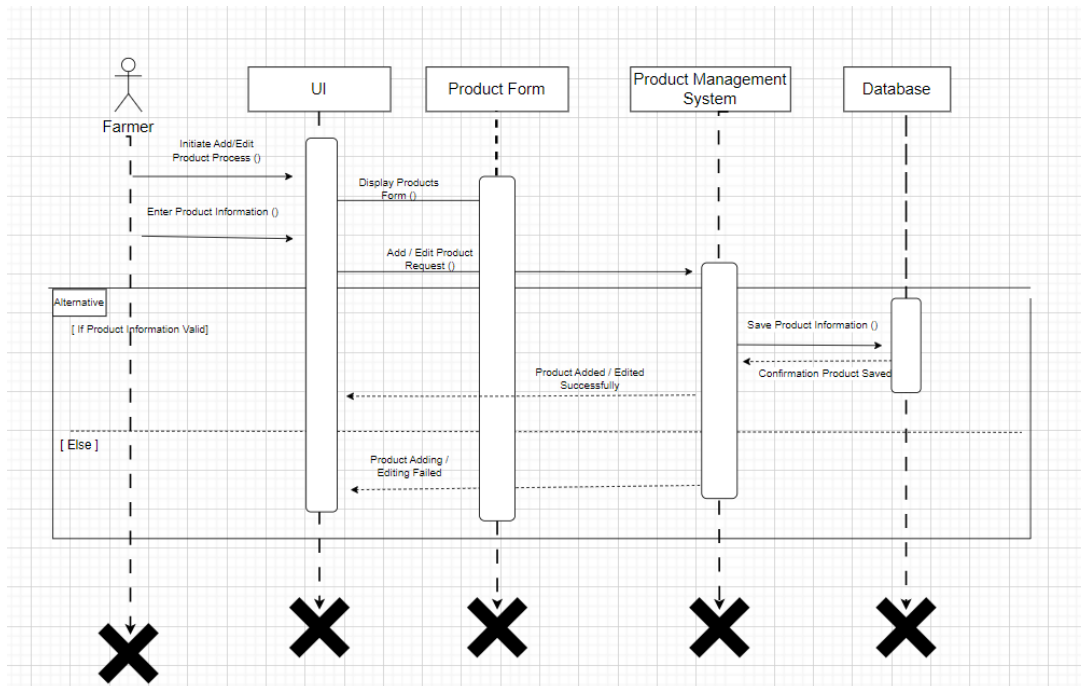 UI
Product Form
Product Management
System
Database
Farmer
Initiate Add/Edit
Product Process ()
Display Products
Form ()
Enter Product Information ()
Add / Edit Product
Request ()
Alternative
[ If Product Information Valid]
Save Product Information ()
Confirmation Product Saved
Product Added / Edited
Successfully
[ Else ]
Product Adding /
Editing Failed